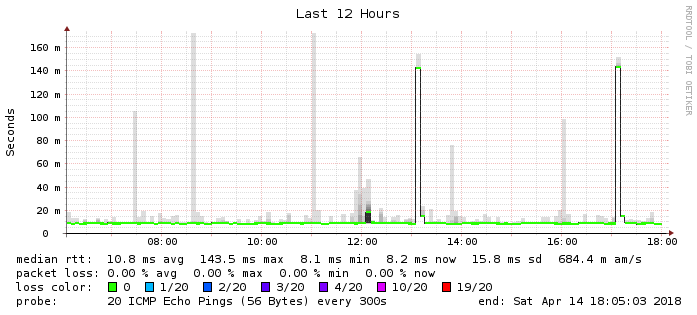 Last 12 Hours
RRDTOOL / TOBI OETIKER
Seconds
160 m
140 m
120 m
100 m
80 m
60 m
40 m
20 m
0
08:00 10:00 12:00 14:00 16:00 18:00
median rtt: 10.8 ms avg 143.5 ms max 8.1 ms min 8.2 ms now 15.8 ms sd 684.4 m am/s
packet loss: 0.00 % avg 0.00 % max 0.00 % min 0.00 % now
loss color: 0 1/20 2/20 3/20 4/20 10/20 19/20
probe: 20 ICMP Echo Pings (56 Bytes) every 300s end: Sat Apr 14 18:05:03 2018